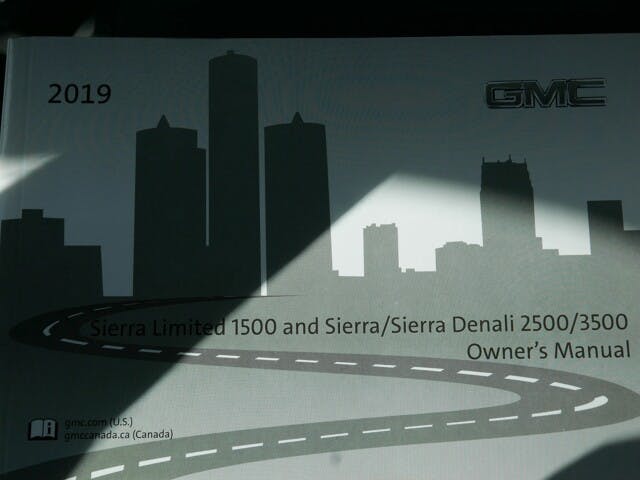 2019
GMC
Sierra Limited 1500 and Sierra/Sierra Denali 2500/3500
Owner's Manual
gmc.com (U.S.)
gmccanada.ca (Canada)